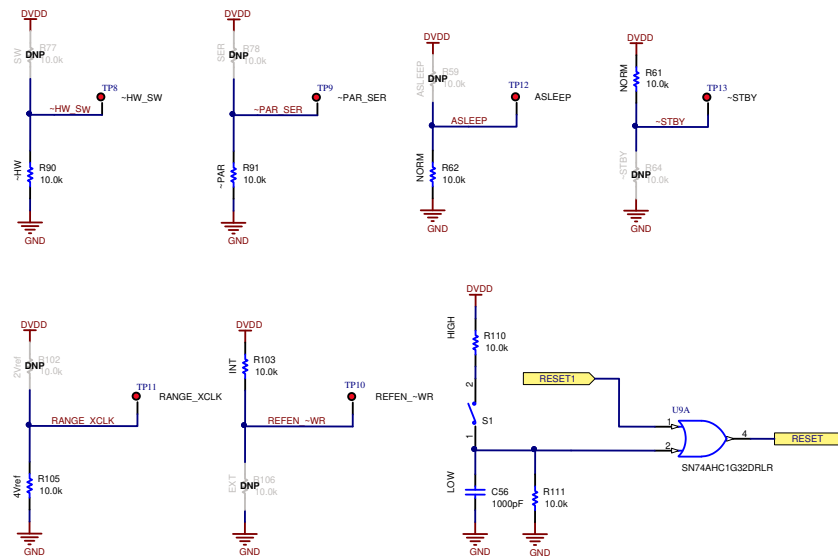 DVDD
SW
DNP
R77
10.0k
TP8
~HW_SW
~HW_SW
~HW
R90
10.0k
GND
DVDD
SER
DNP
R78
10.0k
TP9
~PAR_SER
~PAR_SER
~PAR
R91
10.0k
GND
DVDD
ASLEEP
DNP
R59
10.0k
TP12
ASLEEP
ASLEEP
NORM
R62
10.0k
GND
DVDD
NORM
R61
10.0k
TP13
~STBY
~STBY
~STBY
DNP
R64
10.0k
GND
DVDD
2Vref
DNP
R102
10.0k
TP11
RANGE_XCLK
RANGE_XCLK
4Vref
R105
10.0k
GND
DVDD
INT
R103
10.0k
TP10
REFEN_~WR
REFEN_~WR
EXT
DNP
R106
10.0k
GND
DVDD
HIGH
R110
10.0k
2
S1
1
LOW
C56
1000pF
GND
R111
10.0k
GND
RESET1
U9A
1
2
4
SN74AHC1G32DRLR
RESET